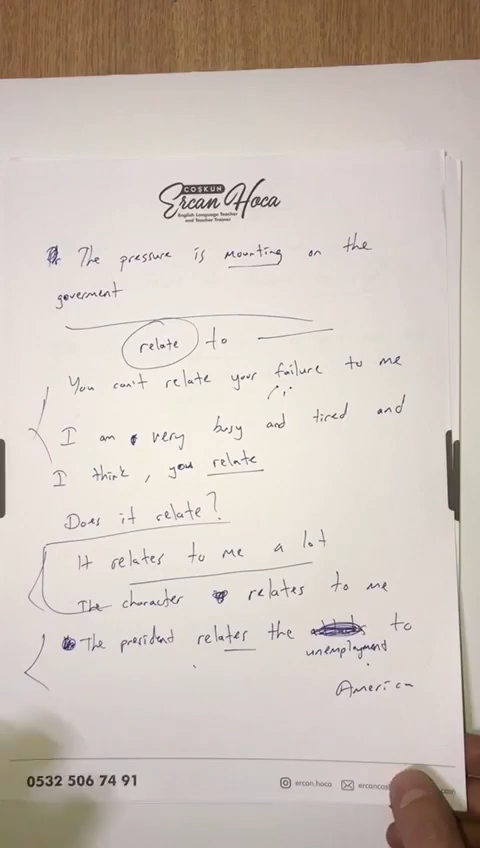 COSKUN
Ercan Hoca
English Language Teacher
and Teacher Trainer
The pressure is mounting on the
goverment
relate to
You can't relate your failure to me
I am very busy and tired and
I think, you relate
Does it relate?
It relates to me a lot
The character relates to me
The president relates the to
unemployment
America
0532 506 74 91
ercan.hoca
ercancos
.com